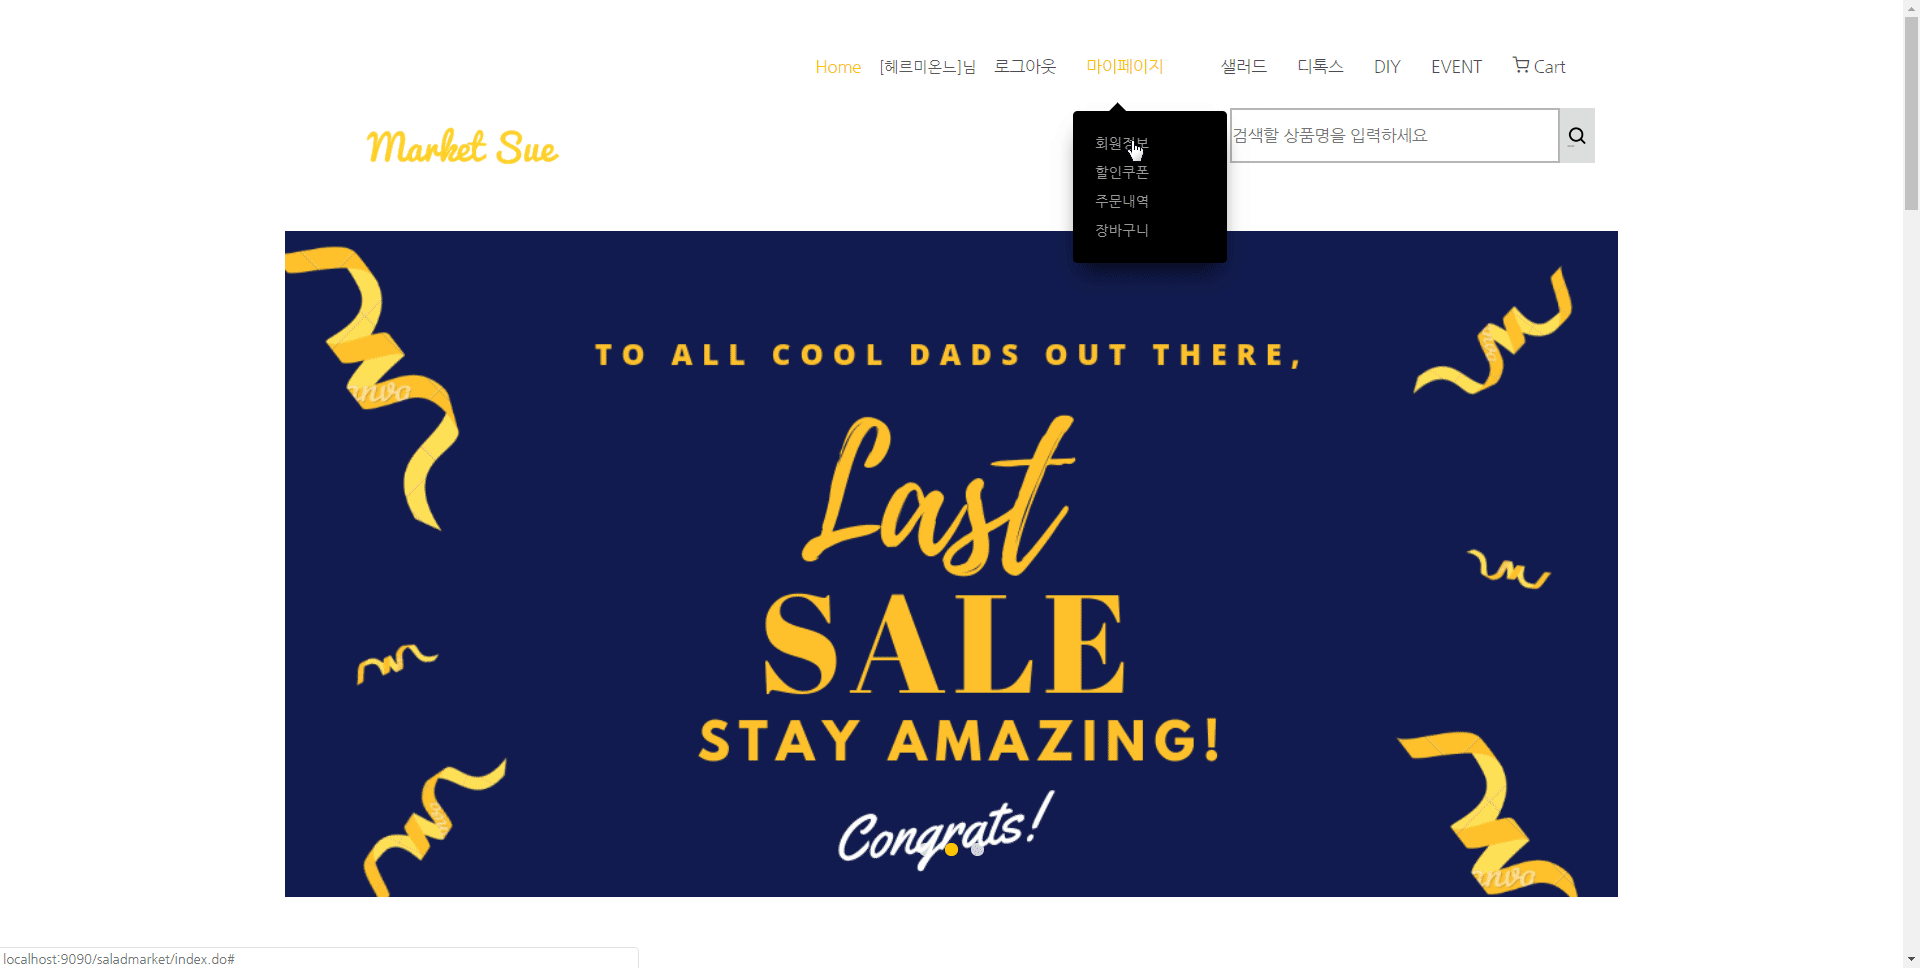 Home [헤르미온느]님 로그아웃 마이페이지 샐러드 디톡스 DIY EVENT Cart
Market Sue
검색할 상품명을 입력하세요
회원정보
할인쿠폰
주문내역
장바구니
TO ALL COOL DADS OUT THERE,
Last
SALE
STAY AMAZING!
Congrats!
localhost:9090/saladmarket/index.do#